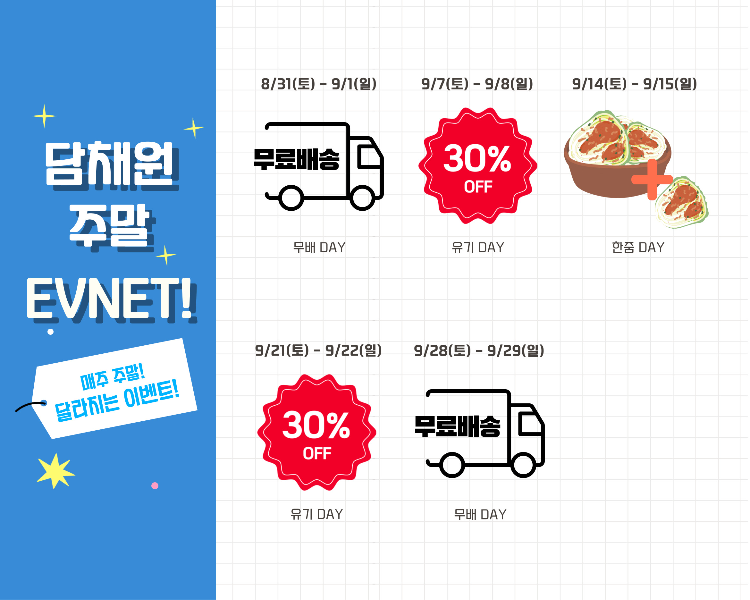 담채원
주말
EVNET!
매주 주말!
달라지는 이벤트!
8/31(토) - 9/1(일)
무료배송
무배 DAY
9/7(토) - 9/8(일)
30%
OFF
유기 DAY
9/14(토) - 9/15(일)
한쭘 DAY
9/21(토) - 9/22(일)
30%
OFF
유기 DAY
9/28(토) - 9/29(일)
무료배송
무배 DAY